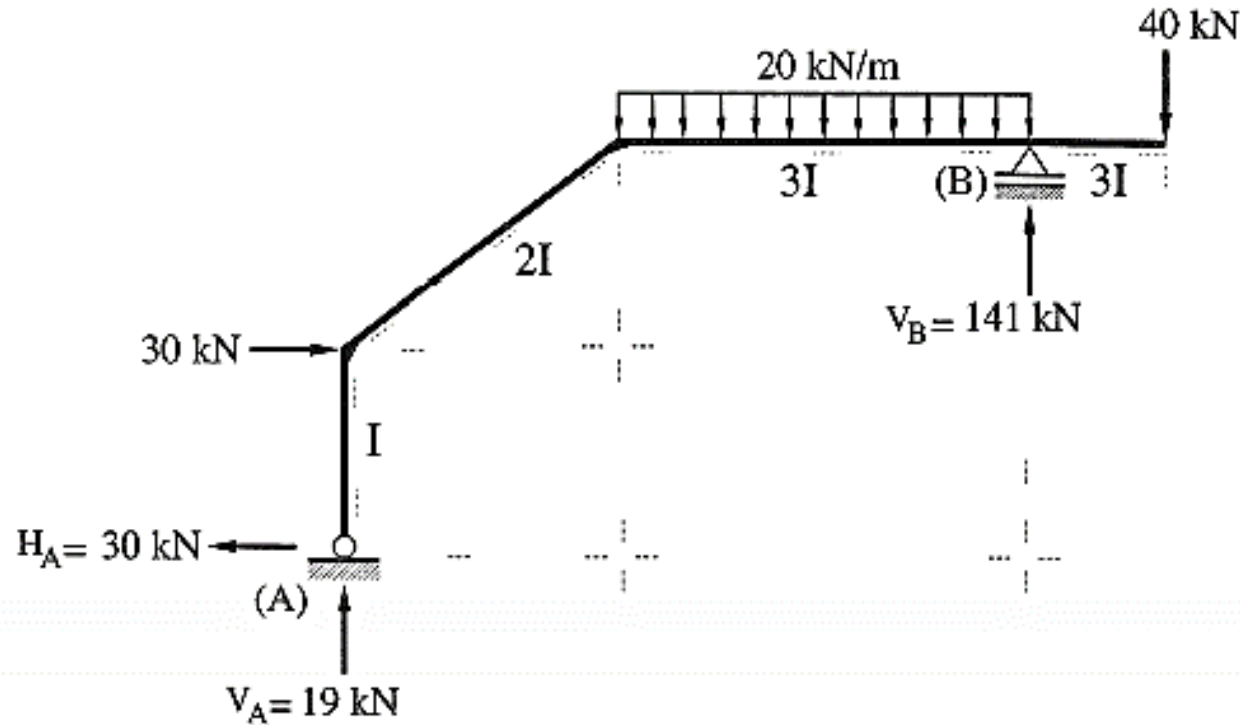 40 kN
20 kN/m
3I
(B)
3I
2I
V_B= 141 kN
30 kN
I
H_A= 30 kN
(A)
V_A= 19 kN